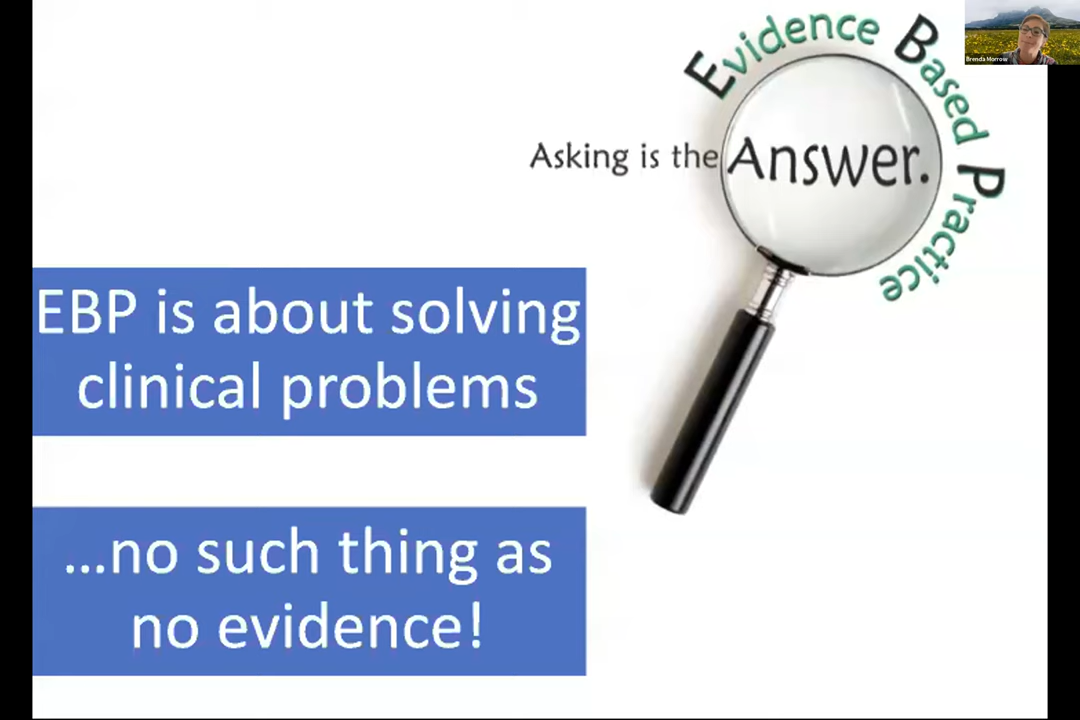 Evidence Based Practice
Asking is the Answer.
EBP is about solving
clinical problems
...no such thing as
no evidence!
Brenda Morrow